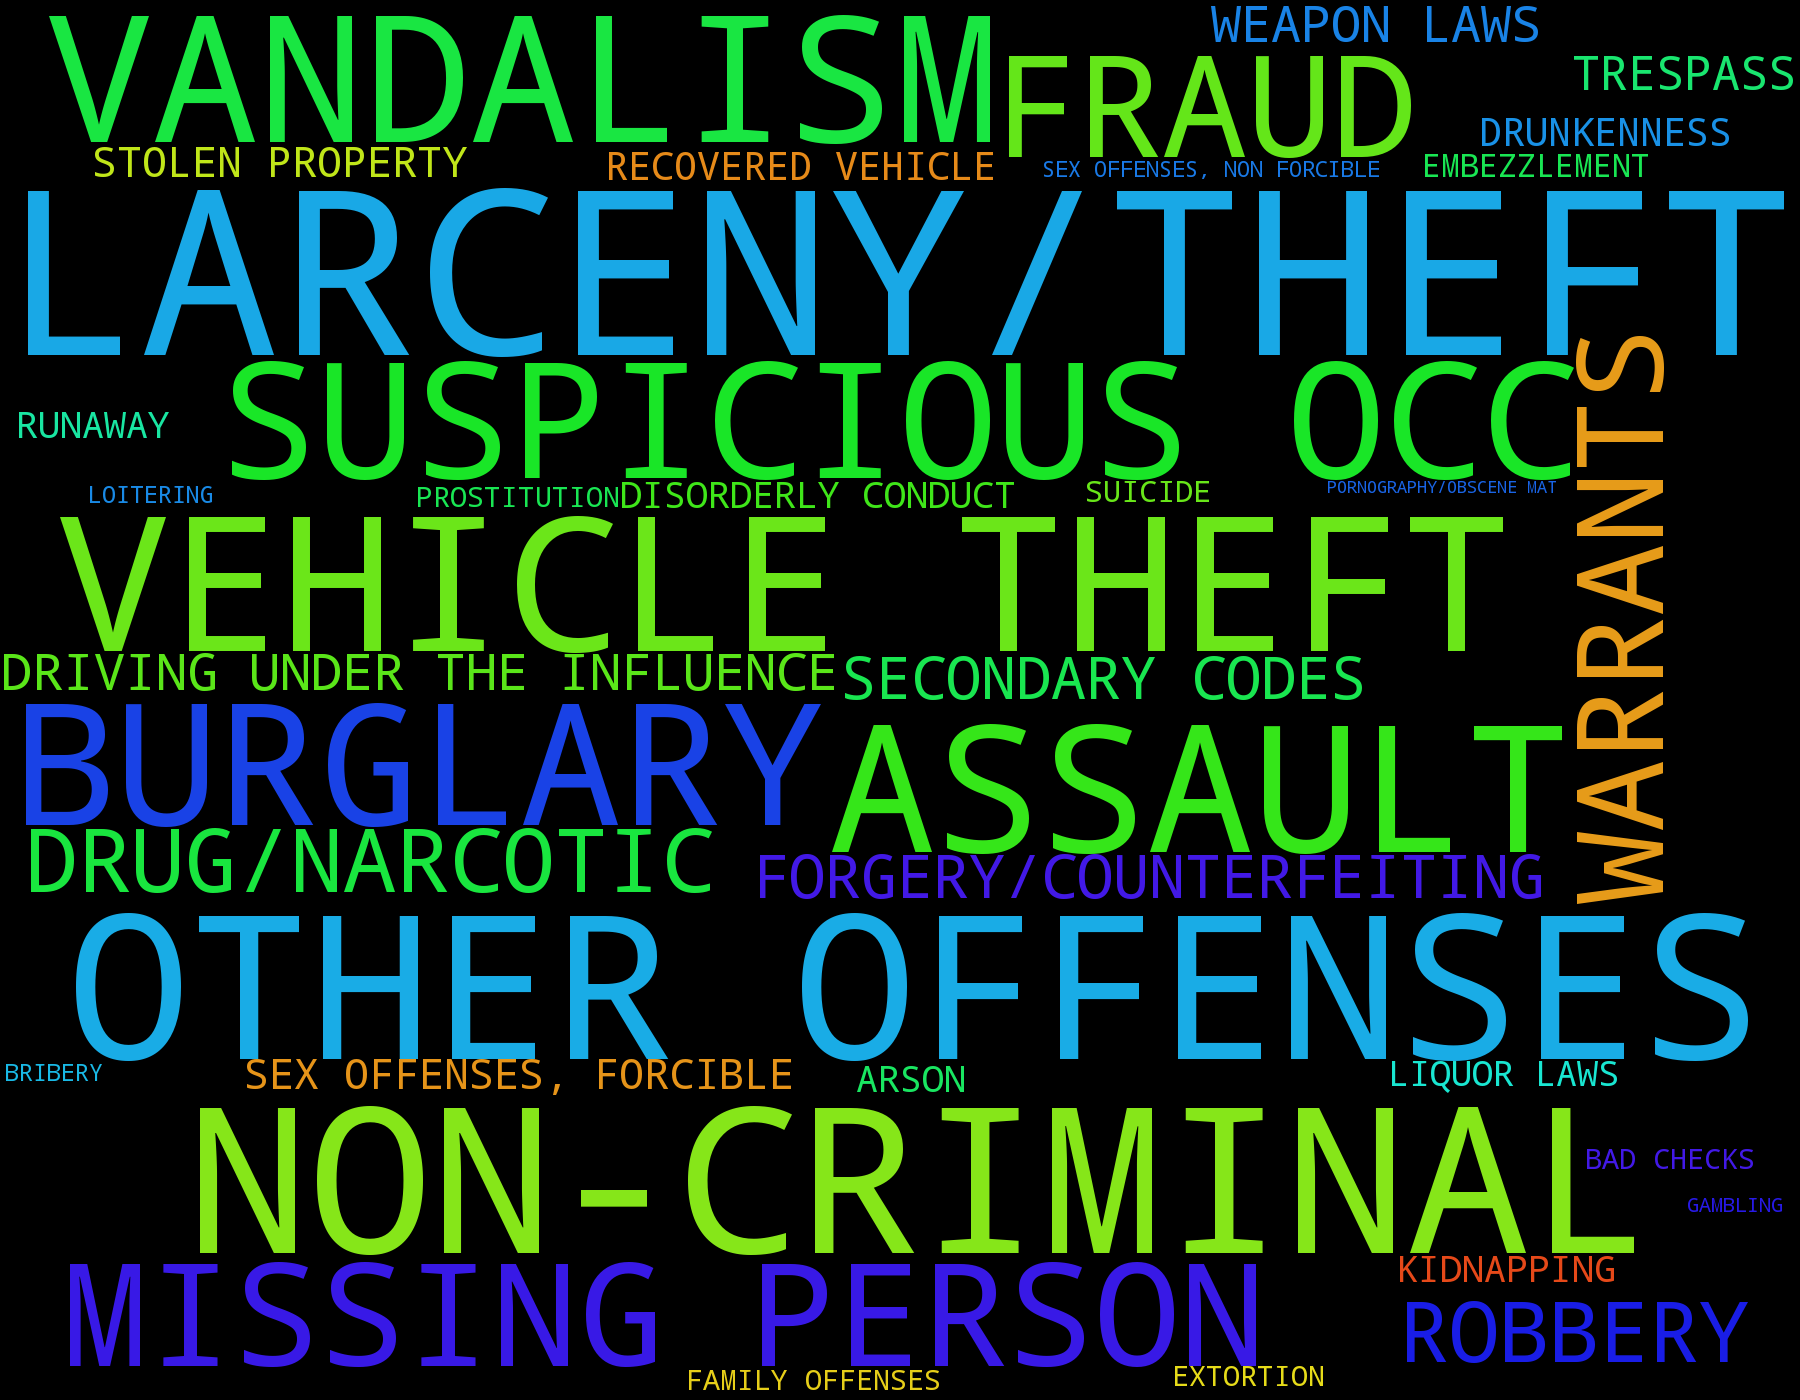 VANDALISM
WEAPON LAWS
FRAUD
TRESPASS
DRUNKENNESS
STOLEN PROPERTY
RECOVERED VEHICLE
SEX OFFENSES, NON FORCIBLE
EMBEZZLEMENT
LARCENY/THEFT
SUSPICIOUS OCC
WARRANTS
RUNAWAY
LOITERING
PROSTITUTION
DISORDERLY CONDUCT
SUICIDE
PORNOGRAPHY/OBSCENE MAT
VEHICLE THEFT
DRIVING UNDER THE INFLUENCE
SECONDARY CODES
BURGLARY
ASSAULT
DRUG/NARCOTIC
FORGERY/COUNTERFEITING
OTHER OFFENSES
BRIBERY
SEX OFFENSES, FORCIBLE
ARSON
LIQUOR LAWS
NON-CRIMINAL
BAD CHECKS
GAMBLING
MISSING PERSON
KIDNAPPING
ROBBERY
FAMILY OFFENSES
EXTORTION